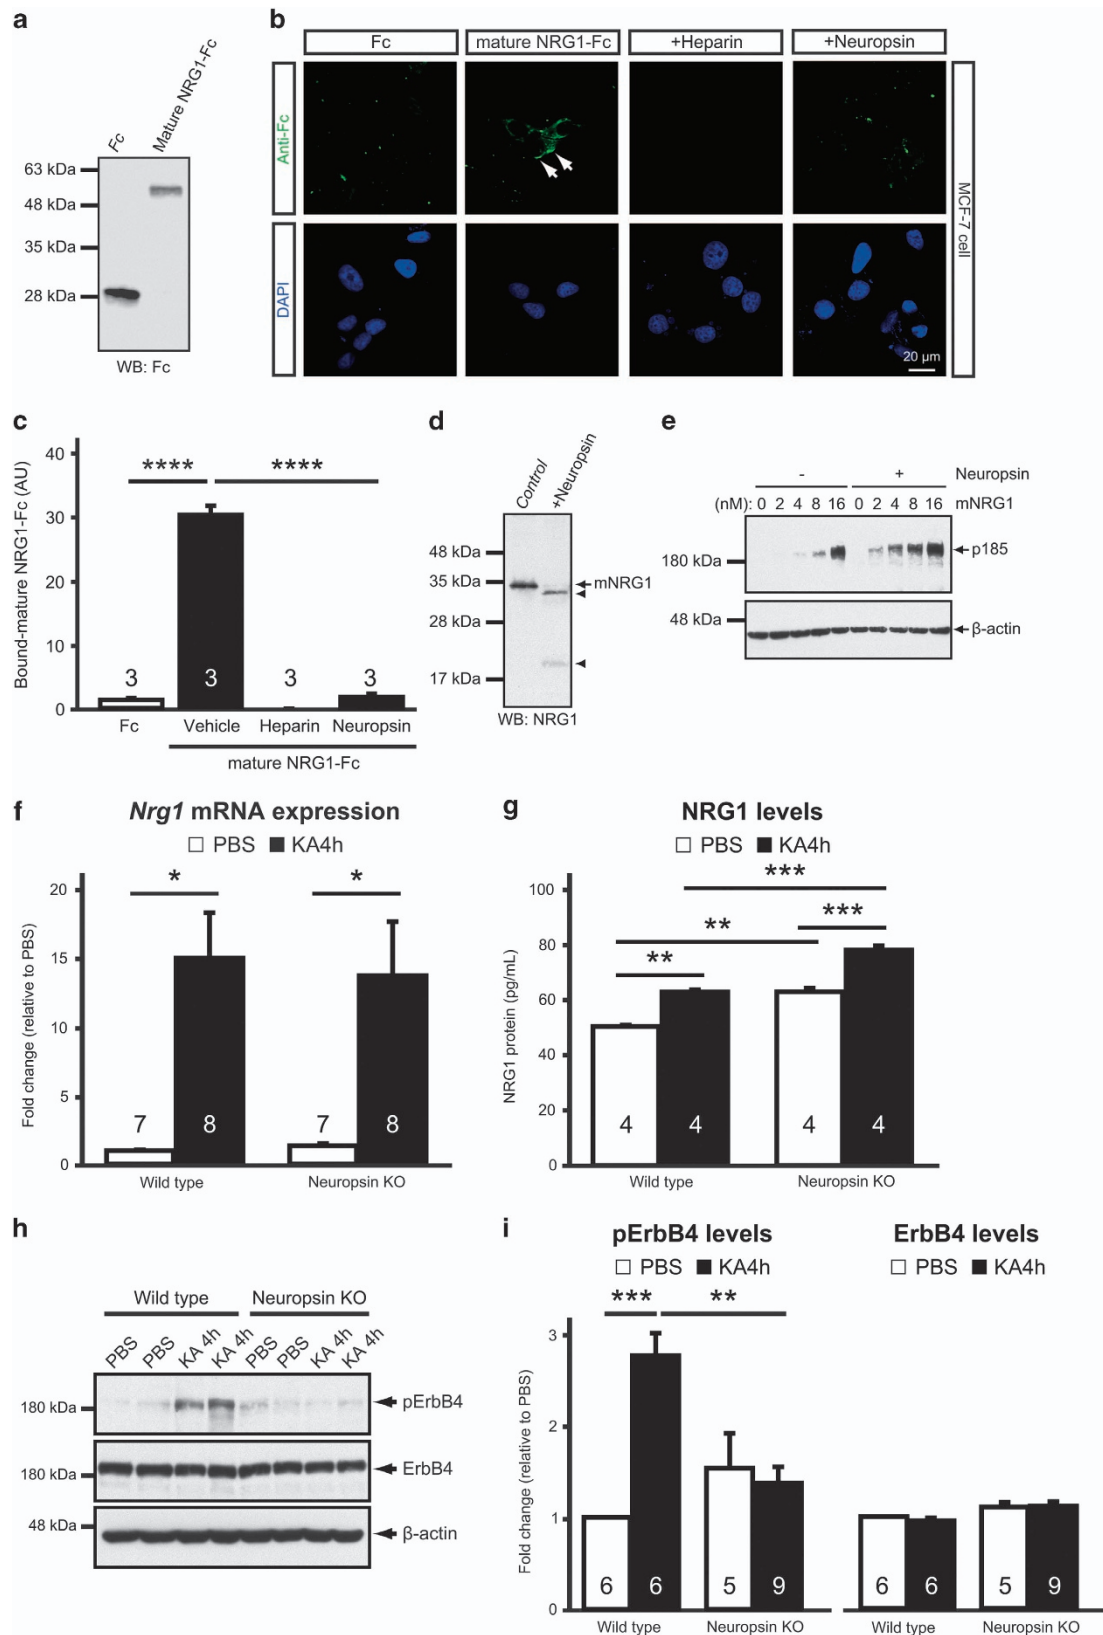 a
Fc
Mature NRG1-Fc
63 kDa
48 kDa
35 kDa
28 kDa
WB: Fc
b
Fc
mature NRG1-Fc
+Heparin
+Neuropsin
Anti-Fc
DAPI
20 μm
MCF-7 cell
c
Bound-mature NRG1-Fc (AU)
40
30
20
10
0
****
****
3
3
3
3
Fc
Vehicle
Heparin
Neuropsin
mature NRG1-Fc
d
Control
+Neuropsin
48 kDa
35 kDa
28 kDa
17 kDa
mNRG1
WB: NRG1
e
- + Neuropsin
(nM): 0 2 4 8 16 0 2 4 8 16 mNRG1
180 kDa
p185
48 kDa
β-actin
f
Nrg1 mRNA expression
PBS KA4h
Fold change (relative to PBS)
20
15
10
5
0
*
*
7
8
7
8
Wild type
Neuropsin KO
g
NRG1 levels
PBS KA4h
NRG1 protein (pg/mL)
100
80
60
40
20
0
***
**
***
**
4
4
4
4
Wild type
Neuropsin KO
h
Wild type
Neuropsin KO
PBS
PBS
KA 4h
KA 4h
PBS
PBS
KA 4h
KA 4h
180 kDa
pErbB4
180 kDa
ErbB4
48 kDa
β-actin
i
pErbB4 levels
PBS KA4h
ErbB4 levels
PBS KA4h
Fold change (relative to PBS)
3
2
1
0
***
**
6
6
5
9
6
6
5
9
Wild type
Neuropsin KO
Wild type
Neuropsin KO